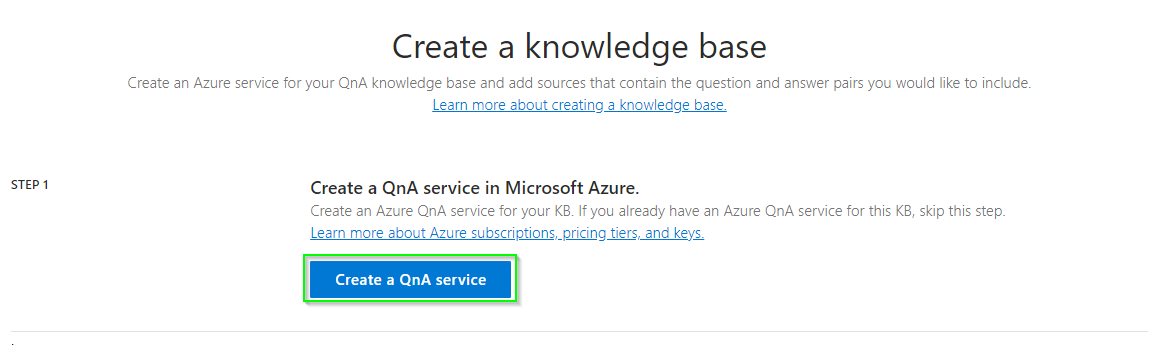 Create a knowledge base
Create an Azure service for your QnA knowledge base and add sources that contain the question and answer pairs you would like to include.
Learn more about creating a knowledge base.
STEP 1
Create a QnA service in Microsoft Azure.
Create an Azure QnA service for your KB. If you already have an Azure QnA service for this KB, skip this step.
Learn more about Azure subscriptions, pricing tiers, and keys.
Create a QnA service